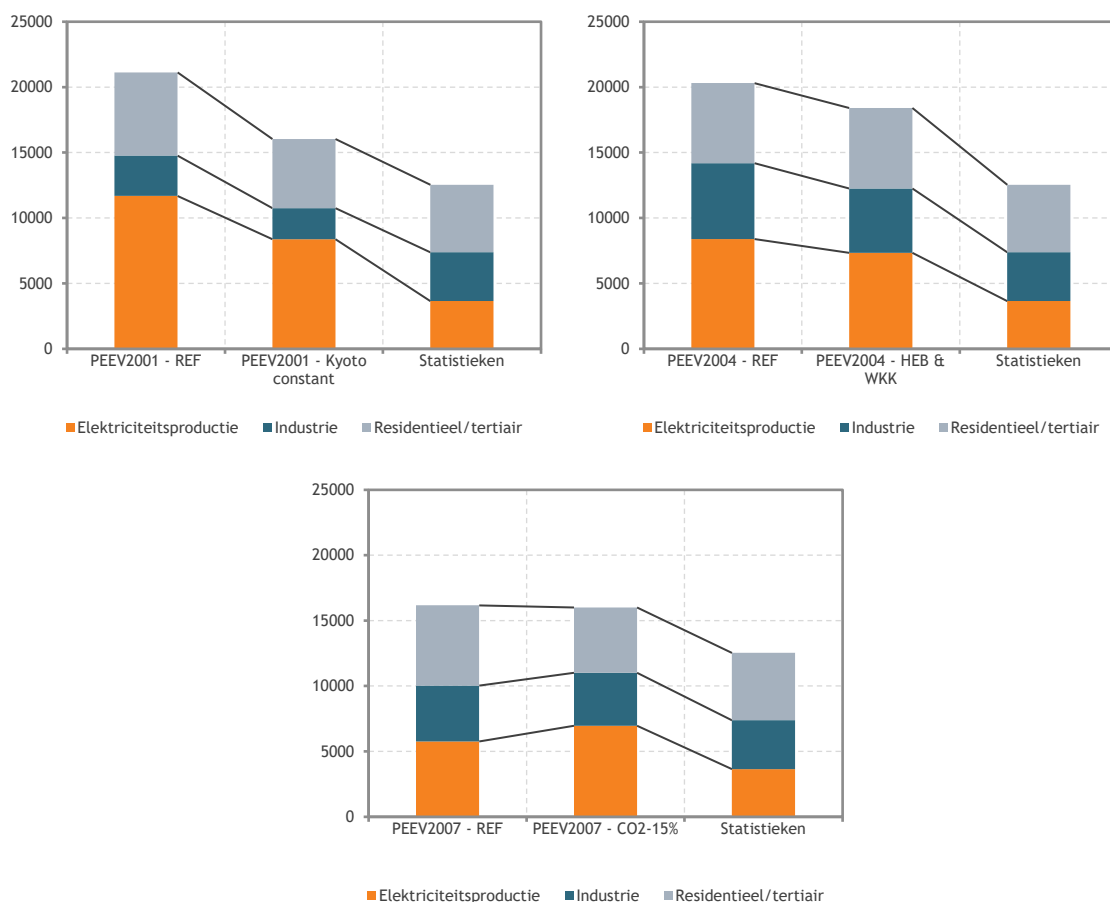 25000
20000
15000
10000
5000
0
PEEV2001 - REF
PEEV2001 - Kyoto constant
Statistieken
Elektriciteitsproductie Industrie Residentieel/tertiair
25000
20000
15000
10000
5000
0
PEEV2004 - REF
PEEV2004 - HEB & WKK
Statistieken
Elektriciteitsproductie Industrie Residentieel/tertiair
25000
20000
15000
10000
5000
0
PEEV2007 - REF
PEEV2007 - CO2-15%
Statistieken
Elektriciteitsproductie Industrie Residentieel/tertiair